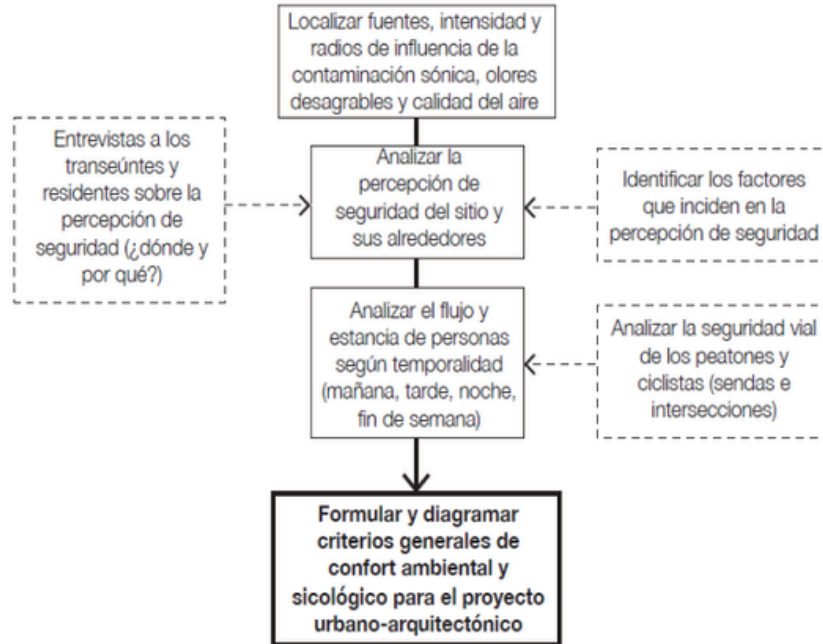 Localizar fuentes, intensidad y
radios de influencia de la
contaminación sónica, olores
desagrables y calidad del aire
Entrevistas a los
transeúntes y
residentes sobre la
percepción de
seguridad (¿dónde y
por qué?)
Analizar la
percepción de
seguridad del sitio y
sus alrededores
Identificar los factores
que inciden en la
percepción de seguridad
Analizar el flujo y
estancia de personas
según temporalidad
(mañana, tarde, noche,
fin de semana)
Analizar la seguridad vial
de los peatones y
ciclistas (sendas e
intersecciones)
Formular y diagramar
criterios generales de
confort ambiental y
sicológico para el proyecto
urbano-arquitectónico